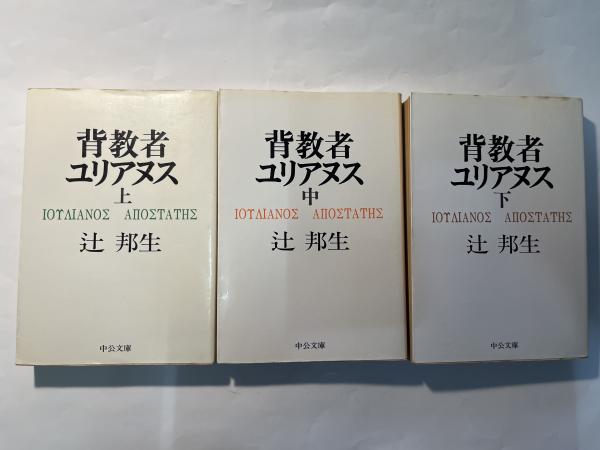 背教者
ユリアヌス
上
ΙΟΥΛΙΑΝΟΣ ΑΠΟΣΤΑΤΗΣ
辻 邦生
中公文庫
背教者
ユリアヌス
中
ΙΟΥΛΙΑΝΟΣ ΑΠΟΣΤΑΤΗΣ
辻 邦生
中公文庫
背教者
ユリアヌス
下
ΙΟΥΛΙΑΝΟΣ ΑΠΟΣΤΑΤΗΣ
辻 邦生
中公文庫